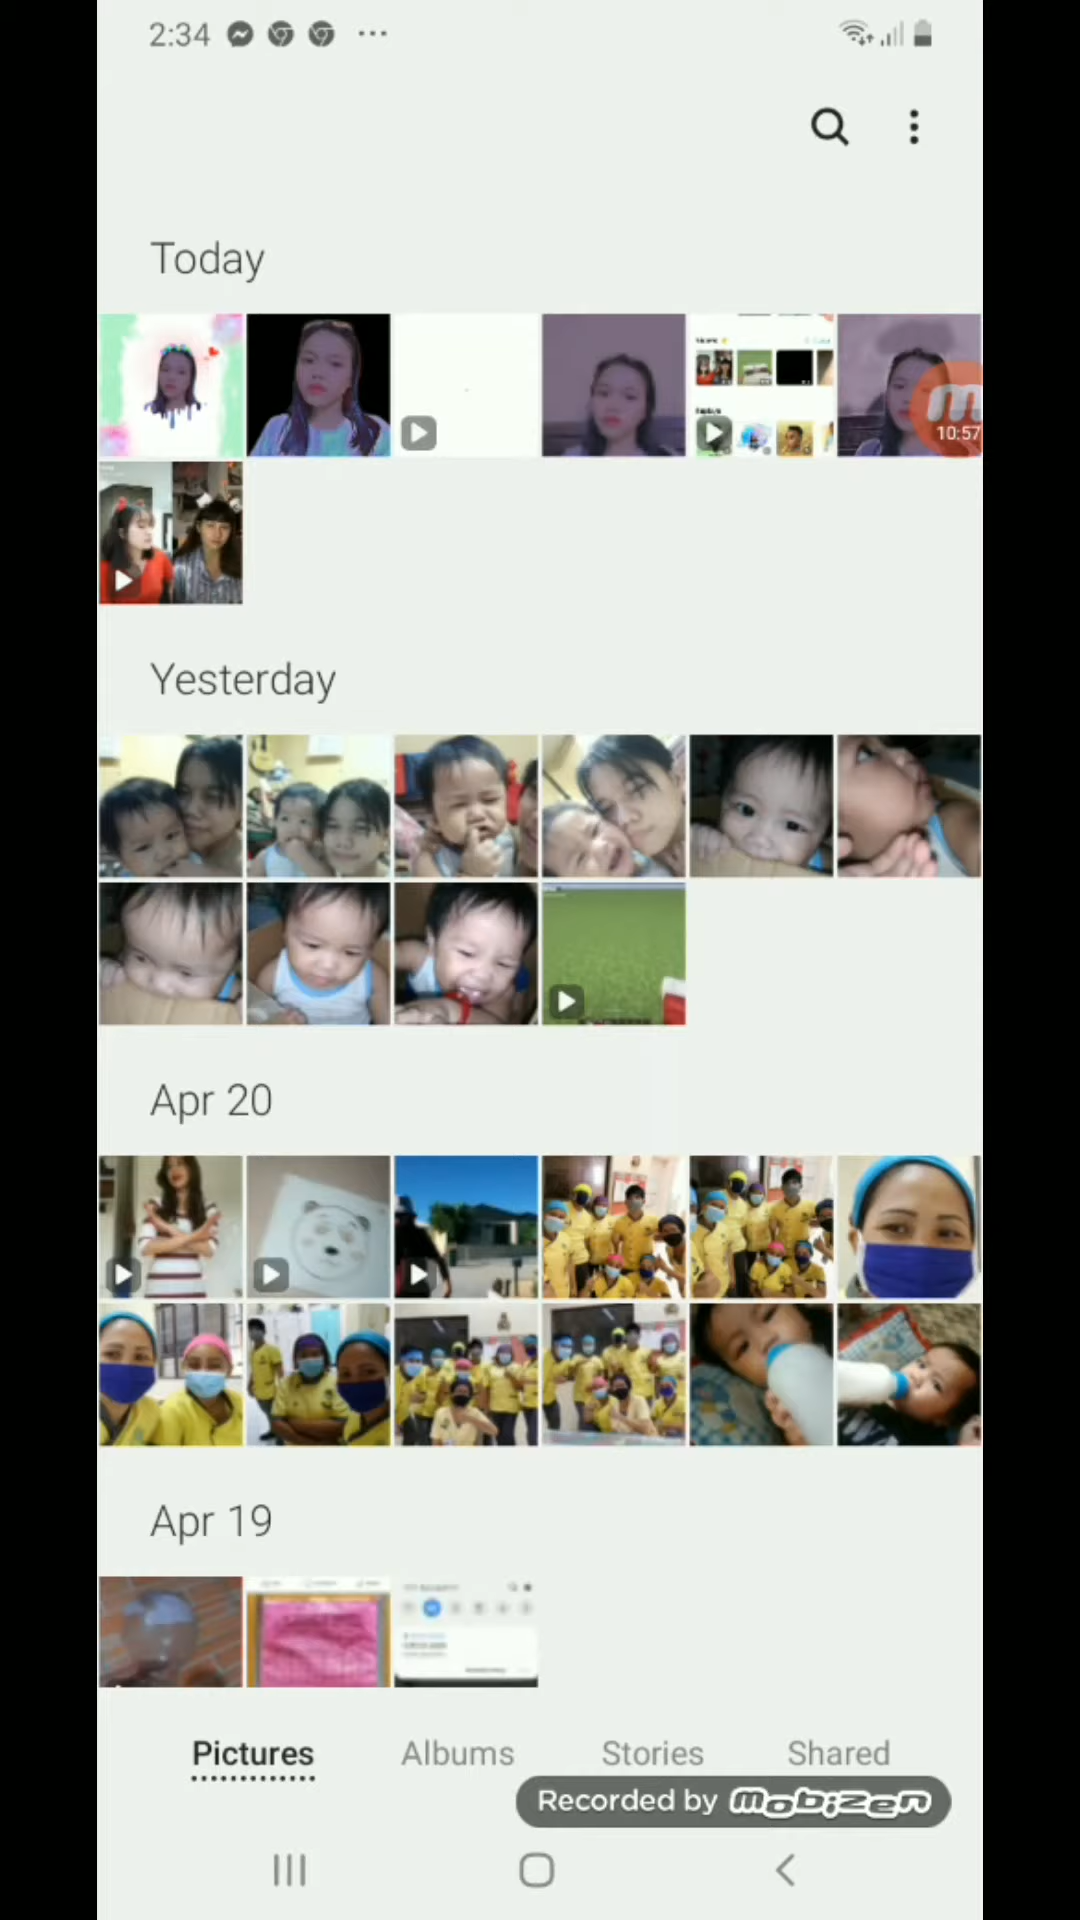 2:34
Today
10:57
Yesterday
Apr 20
Apr 19
Pictures Albums Stories Shared
Recorded by mobizen